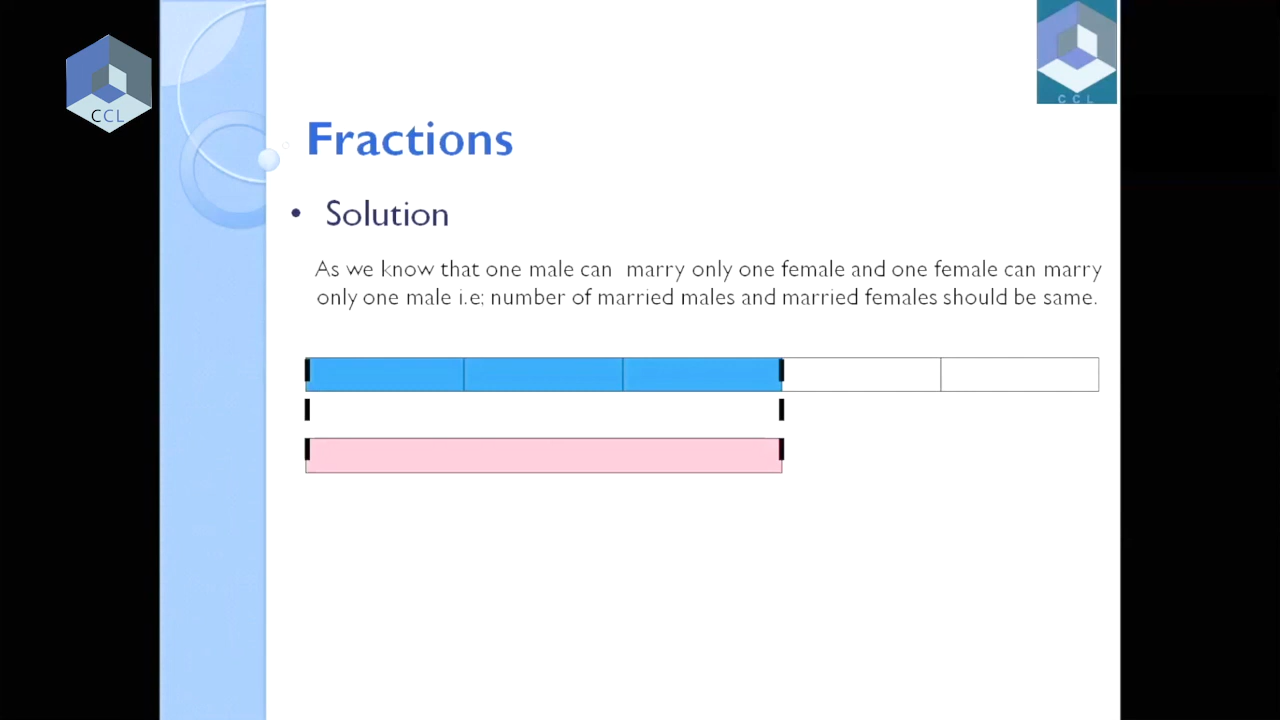 CCL
CCL
Fractions
• Solution
As we know that one male can marry only one female and one female can marry
only one male i.e; number of married males and married females should be same.